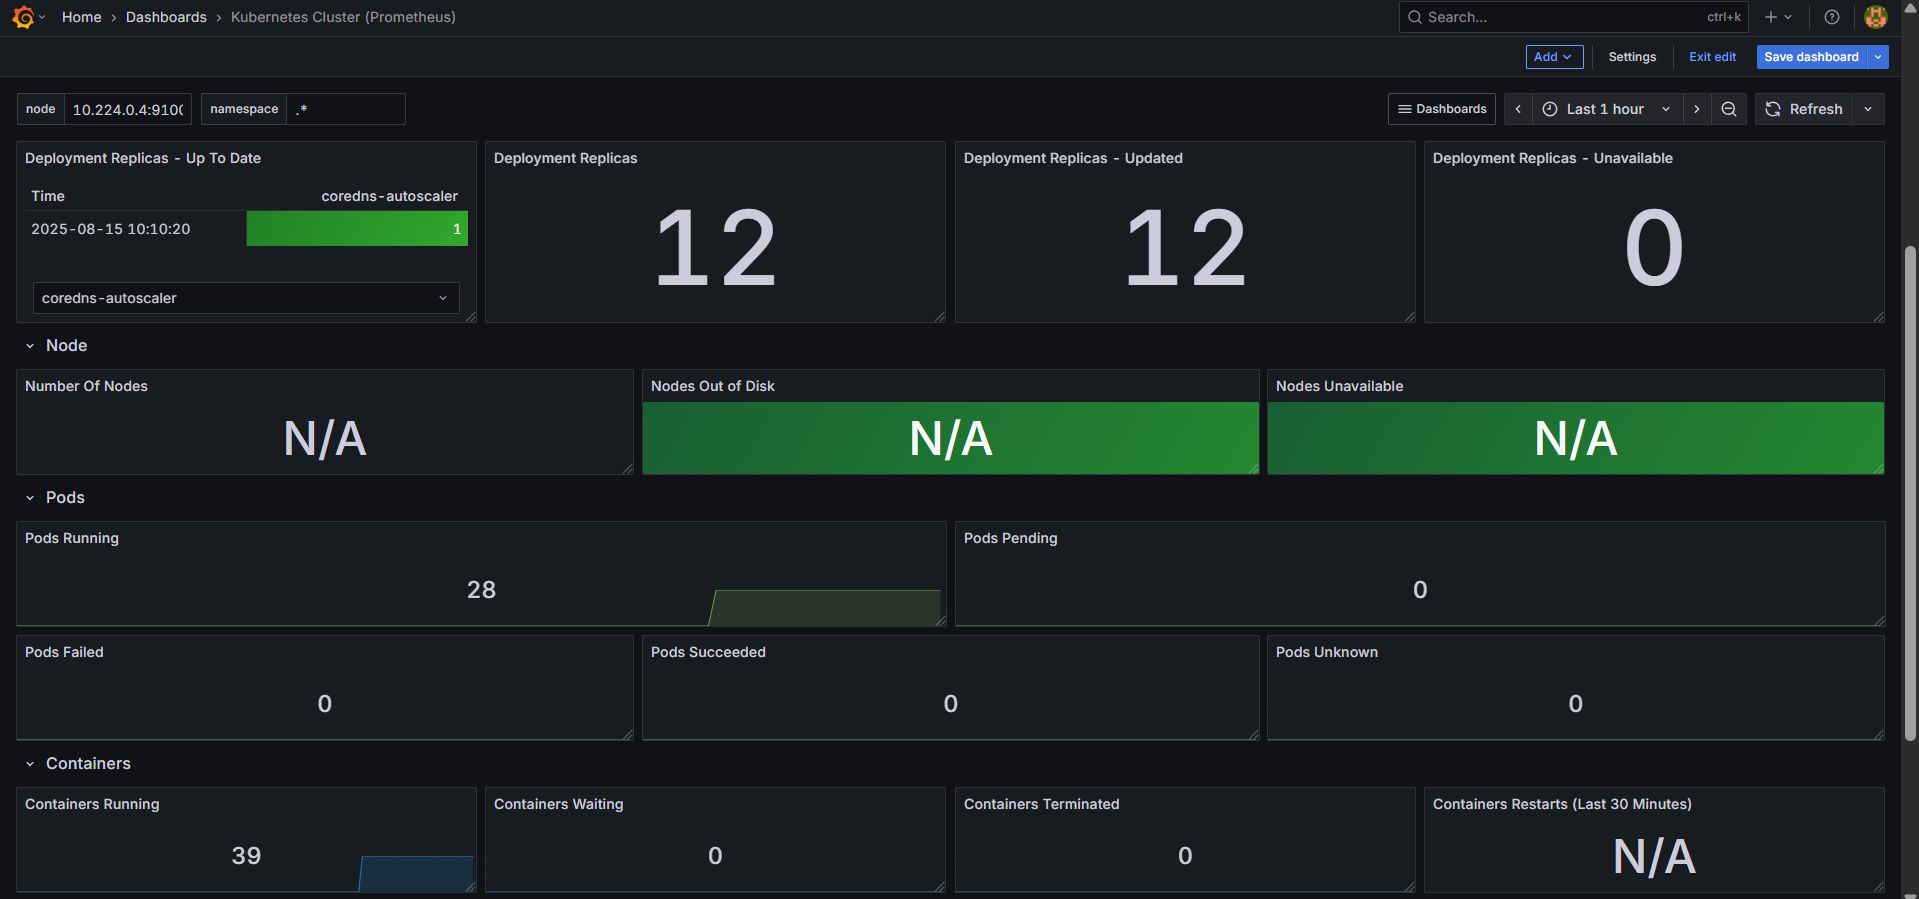 Home › Dashboards › Kubernetes Cluster (Prometheus)
Search... ctrl+k
Add Settings Exit edit Save dashboard
node 10.224.0.4:910 namespace .* Dashboards Last 1 hour Refresh
Deployment Replicas - Up To Date
Time coredns-autoscaler
2025-08-15 10:10:20 1
coredns-autoscaler
Deployment Replicas
12
Deployment Replicas - Updated
12
Deployment Replicas - Unavailable
0
Node
Number Of Nodes
N/A
Nodes Out of Disk
N/A
Nodes Unavailable
N/A
Pods
Pods Running
28
Pods Pending
0
Pods Failed
0
Pods Succeeded
0
Pods Unknown
0
Containers
Containers Running
39
Containers Waiting
0
Containers Terminated
0
Containers Restarts (Last 30 Minutes)
N/A